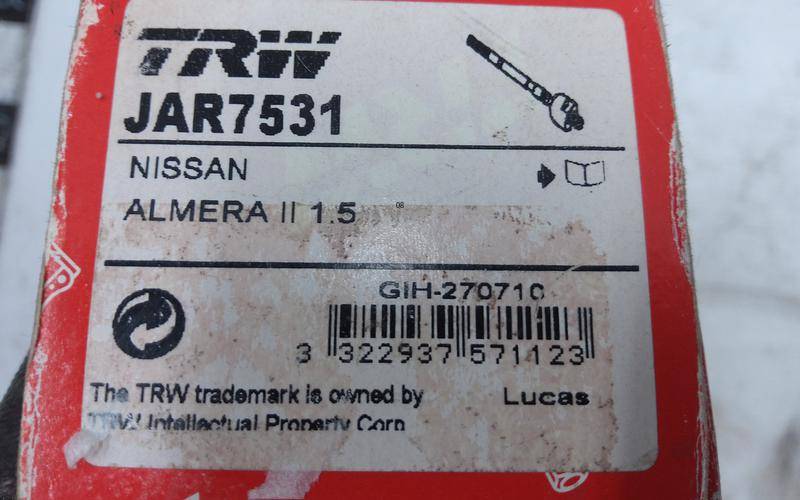 TRW
JAR7531
NISSAN
ALMERA II 1.5
08
GIH-270710
3 322937 571123
The TRW trademark is owned by
TRW Intellectual Property Corp
Lucas